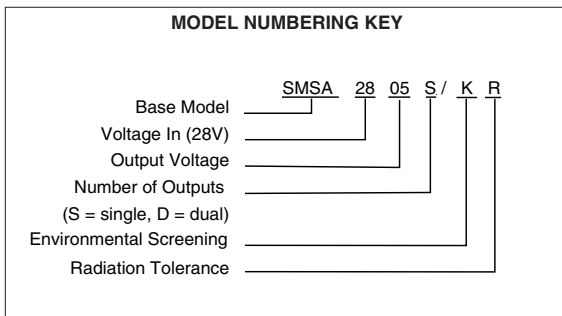 MODEL NUMBERING KEY
SMSA 28 05 S / K R
Base Model
Voltage In (28V)
Output Voltage
Number of Outputs
(S = single, D = dual)
Environmental Screening
Radiation Tolerance